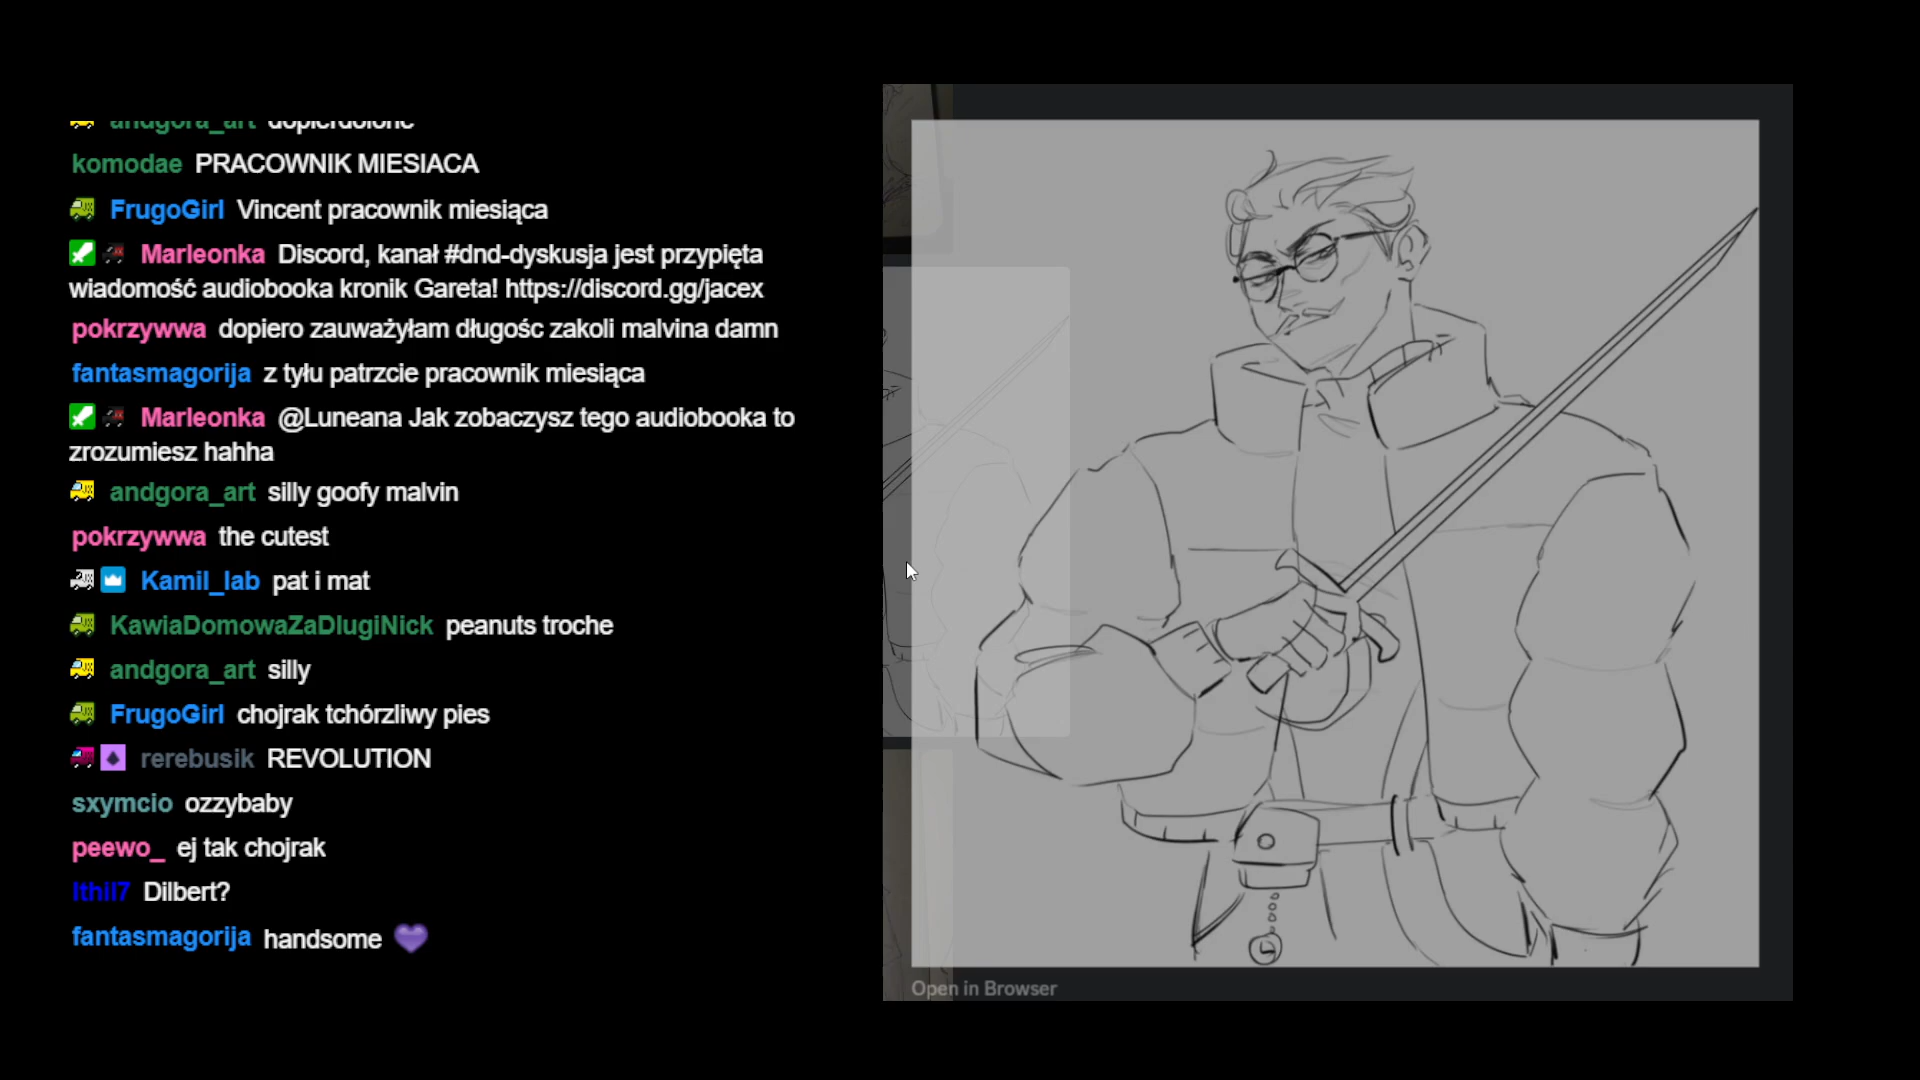 andgora_art dopierdolone
komodae PRACOWNIK MIESIACA
FrugoGirl Vincent pracownik miesiąca
Marleonka Discord, kanał #dnd-dyskusja jest przypięta
wiadomość audiobooka kronik Gareta! https://discord.gg/jacex
pokrzywwa dopiero zauważyłam długośc zakoli malvina damn
fantasmagorija z tyłu patrzcie pracownik miesiąca
Marleonka @Luneana Jak zobaczysz tego audiobooka to
zrozumiesz hahha
andgora_art silly goofy malvin
pokrzywwa the cutest
Kamil_lab pat i mat
KawiaDomowaZaDlugiNick peanuts troche
andgora_art silly
FrugoGirl chojrak tchórzliwy pies
rerebusik REVOLUTION
sxymcio ozzybaby
peewo_ ej tak chojrak
Ithil7 Dilbert?
fantasmagorija handsome
Open in Browser